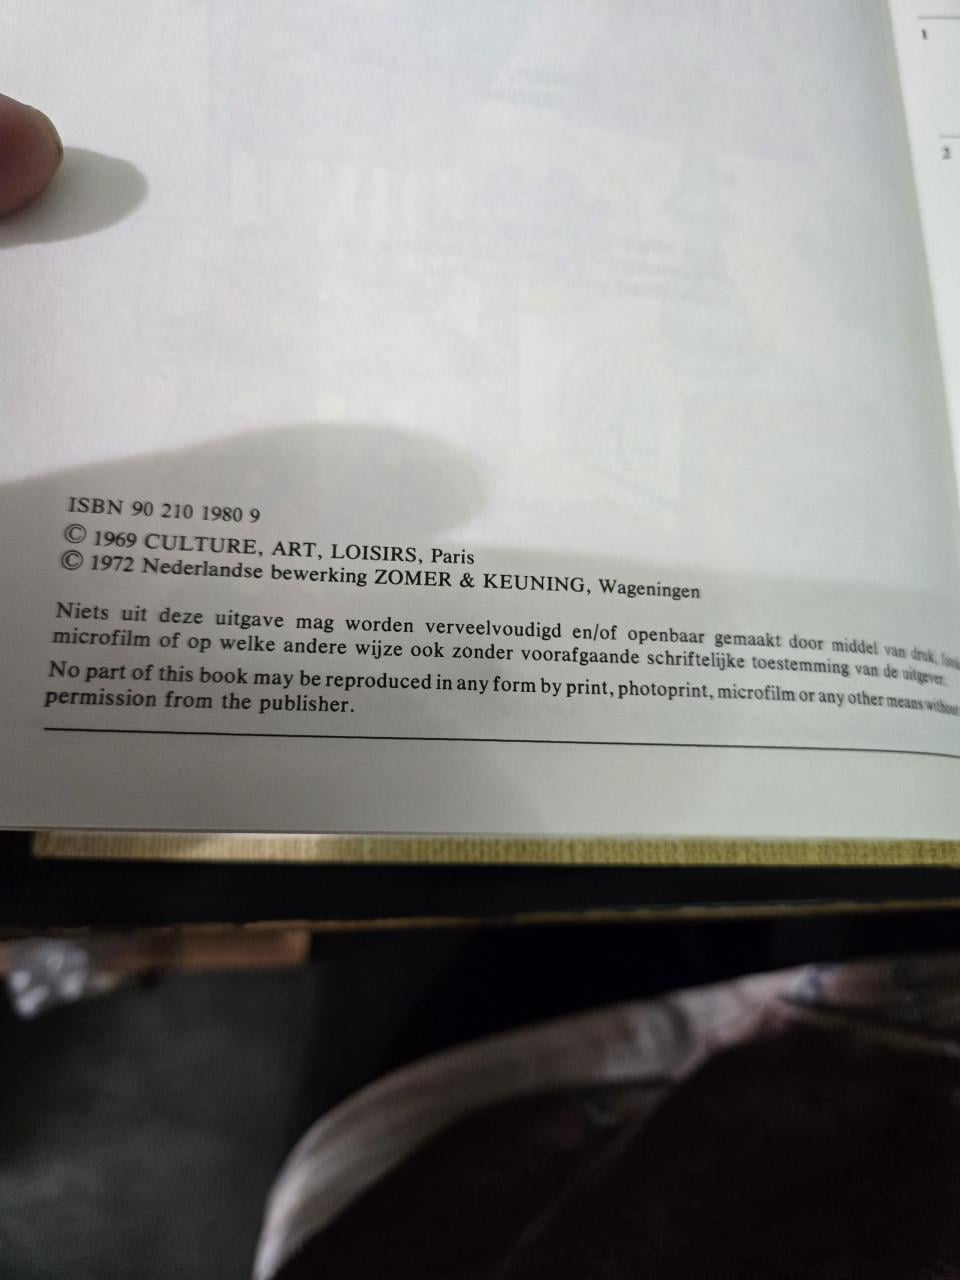 1
2
ISBN 90 210 1980 9
© 1969 CULTURE, ART, LOISIRS, Paris
© 1972 Nederlandse bewerking ZOMER & KEUNING, Wageningen
Niets uit deze uitgave mag worden verveelvoudigd en/of openbaar gemaakt door middel van druk,
microfilm of op welke andere wijze ook zonder voorafgaande schriftelijke toestemming van de uitgever.
No part of this book may be reproduced in any form by print, photoprint, microfilm or any other means without
permission from the publisher.